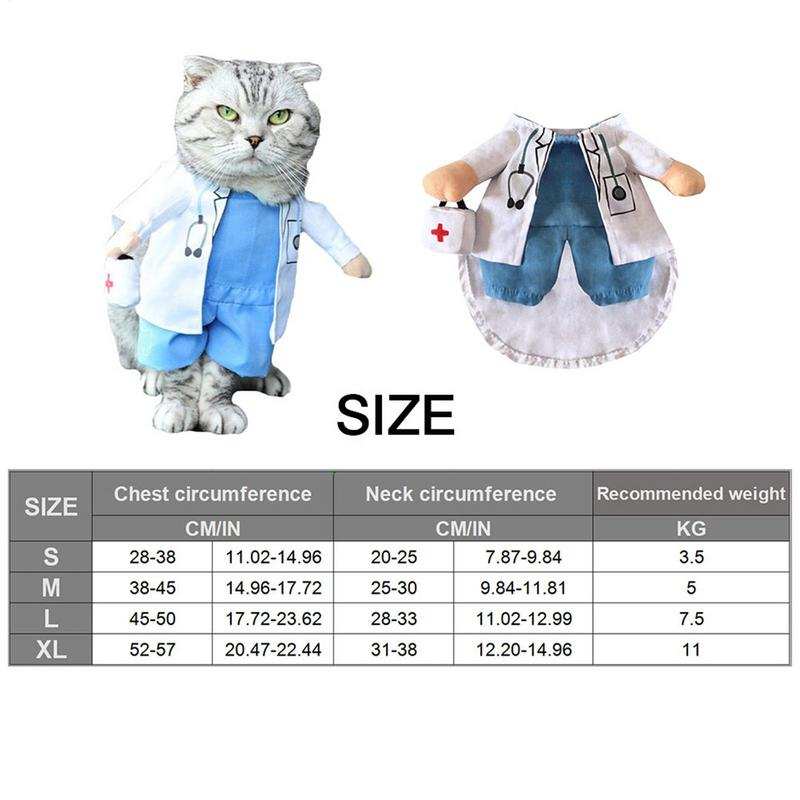 SIZE
SIZE Chest circumference Neck circumference Recommended weight
CM/IN CM/IN KG
S 28-38 11.02-14.96 20-25 7.87-9.84 3.5
M 38-45 14.96-17.72 25-30 9.84-11.81 5
L 45-50 17.72-23.62 28-33 11.02-12.99 7.5
XL 52-57 20.47-22.44 31-38 12.20-14.96 11